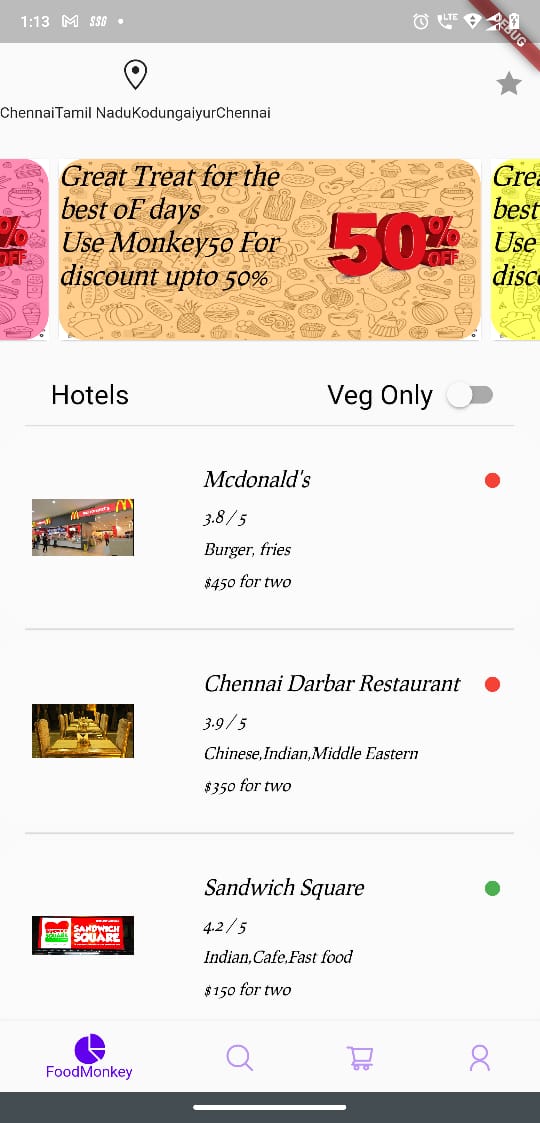 1:13 SSG LTE
DEBUG
ChennaiTamil NaduKodungaiyurChennai
Great Treat for the
best oF days
Use Monkey50 For
discount upto 50%
50% OFF
% OFF
Grea
best
Use
disc
Hotels Veg Only
Mcdonald's
3.8 / 5
Burger, fries
$450 for two
McDonald's
Chennai Darbar Restaurant
3.9 / 5
Chinese,Indian,Middle Eastern
$350 for two
Sandwich Square
4.2 / 5
Indian,Cafe,Fast food
$150 for two
SANDWICH
SQUARE
FoodMonkey